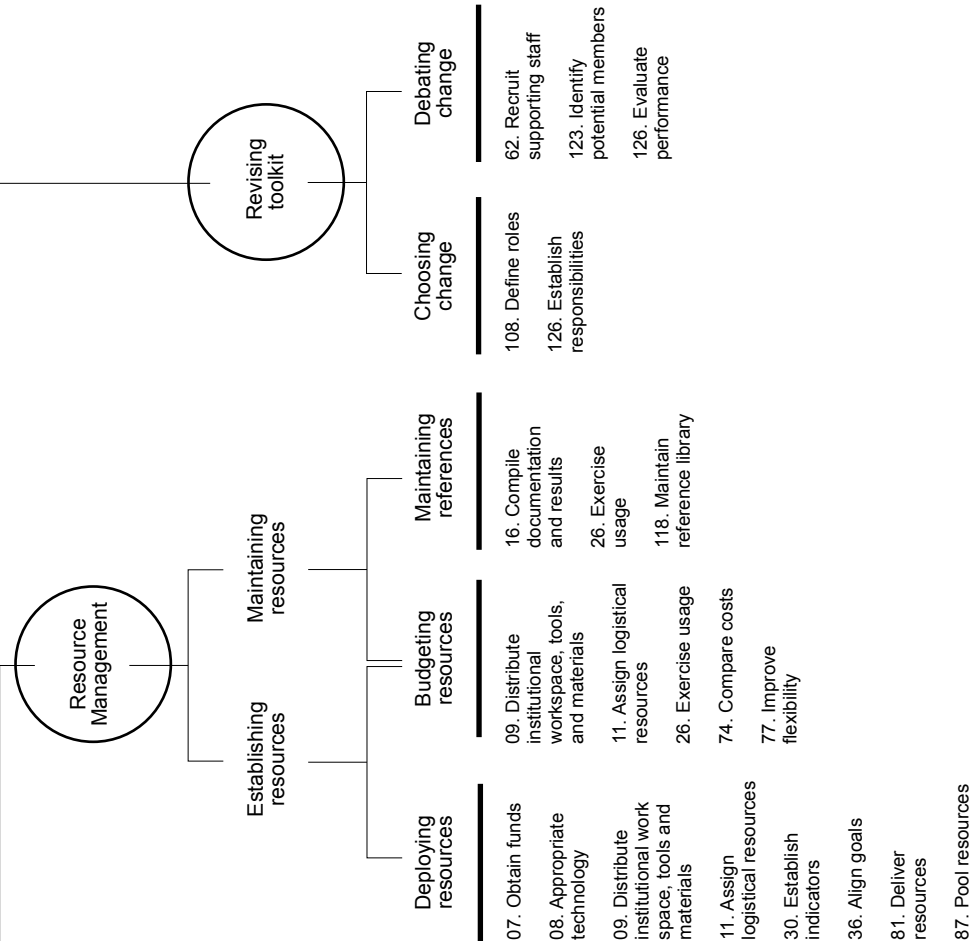 Resource
Management
Establishing
resources
Maintaining
resources
Deploying
resources
07. Obtain funds
08. Appropriate
technology
09. Distribute
institutional work
space, tools and
materials
11. Assign
logistical resources
30. Establish
indicators
36. Align goals
81. Deliver
resources
87. Pool resources
Budgeting
resources
09. Distribute
institutional
workspace, tools,
and materials
11. Assign logistical
resources
26. Exercise usage
74. Compare costs
77. Improve
flexibility
Maintaining
references
16. Compile
documentation
and results
26. Exercise
usage
118. Maintain
reference library
Revising
toolkit
Choosing
change
108. Define roles
126. Establish
responsibilities
Debating
change
62. Recruit
supporting staff
123. Identify
potential members
126. Evaluate
performance